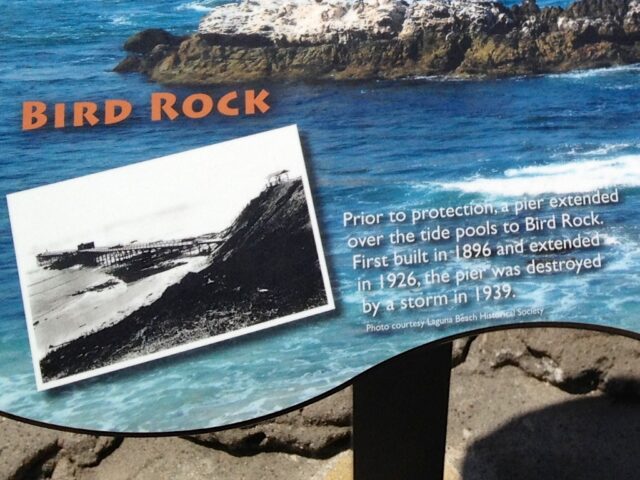 BIRD ROCK
Prior to protection, a pier extended
over the tide pools to Bird Rock.
First built in 1896 and extended
in 1926, the pier was destroyed
by a storm in 1939.
Photo courtesy Laguna Beach Historical Society